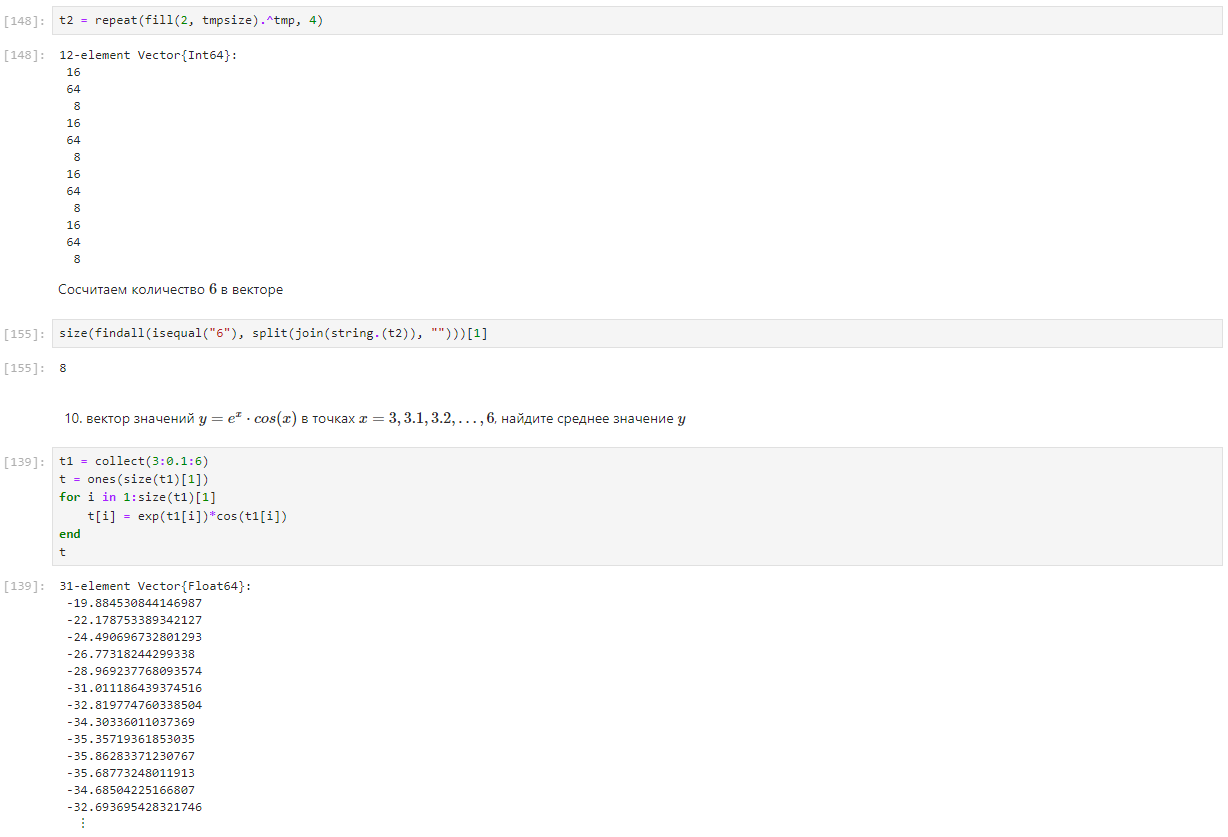 [148]: t2 = repeat(fill(2, tmpsize).^tmp, 4)
[148]: 12-element Vector{Int64}:
16
64
8
16
64
8
16
64
8
16
64
8
Сосчитаем количество 6 в векторе
[155]: size(findall(isequal("6"), split(join(string.(t2)), "")))[1]
[155]: 8
10. вектор значений y = e^x · cos(x) в точках x = 3, 3.1, 3.2, …, 6, найдите среднее значение y
[139]: t1 = collect(3:0.1:6)
t = ones(size(t1)[1])
for i in 1:size(t1)[1]
    t[i] = exp(t1[i])*cos(t1[i])
end
t
[139]: 31-element Vector{Float64}:
-19.884530844146987
-22.178753389342127
-24.490696732801293
-26.77318244299338
-28.969237768093574
-31.011186439374516
-32.819774760338504
-34.30336011037369
-35.35719361853035
-35.86283371230767
-35.68773248011913
-34.68504225166807
-32.693695428321746
⋮